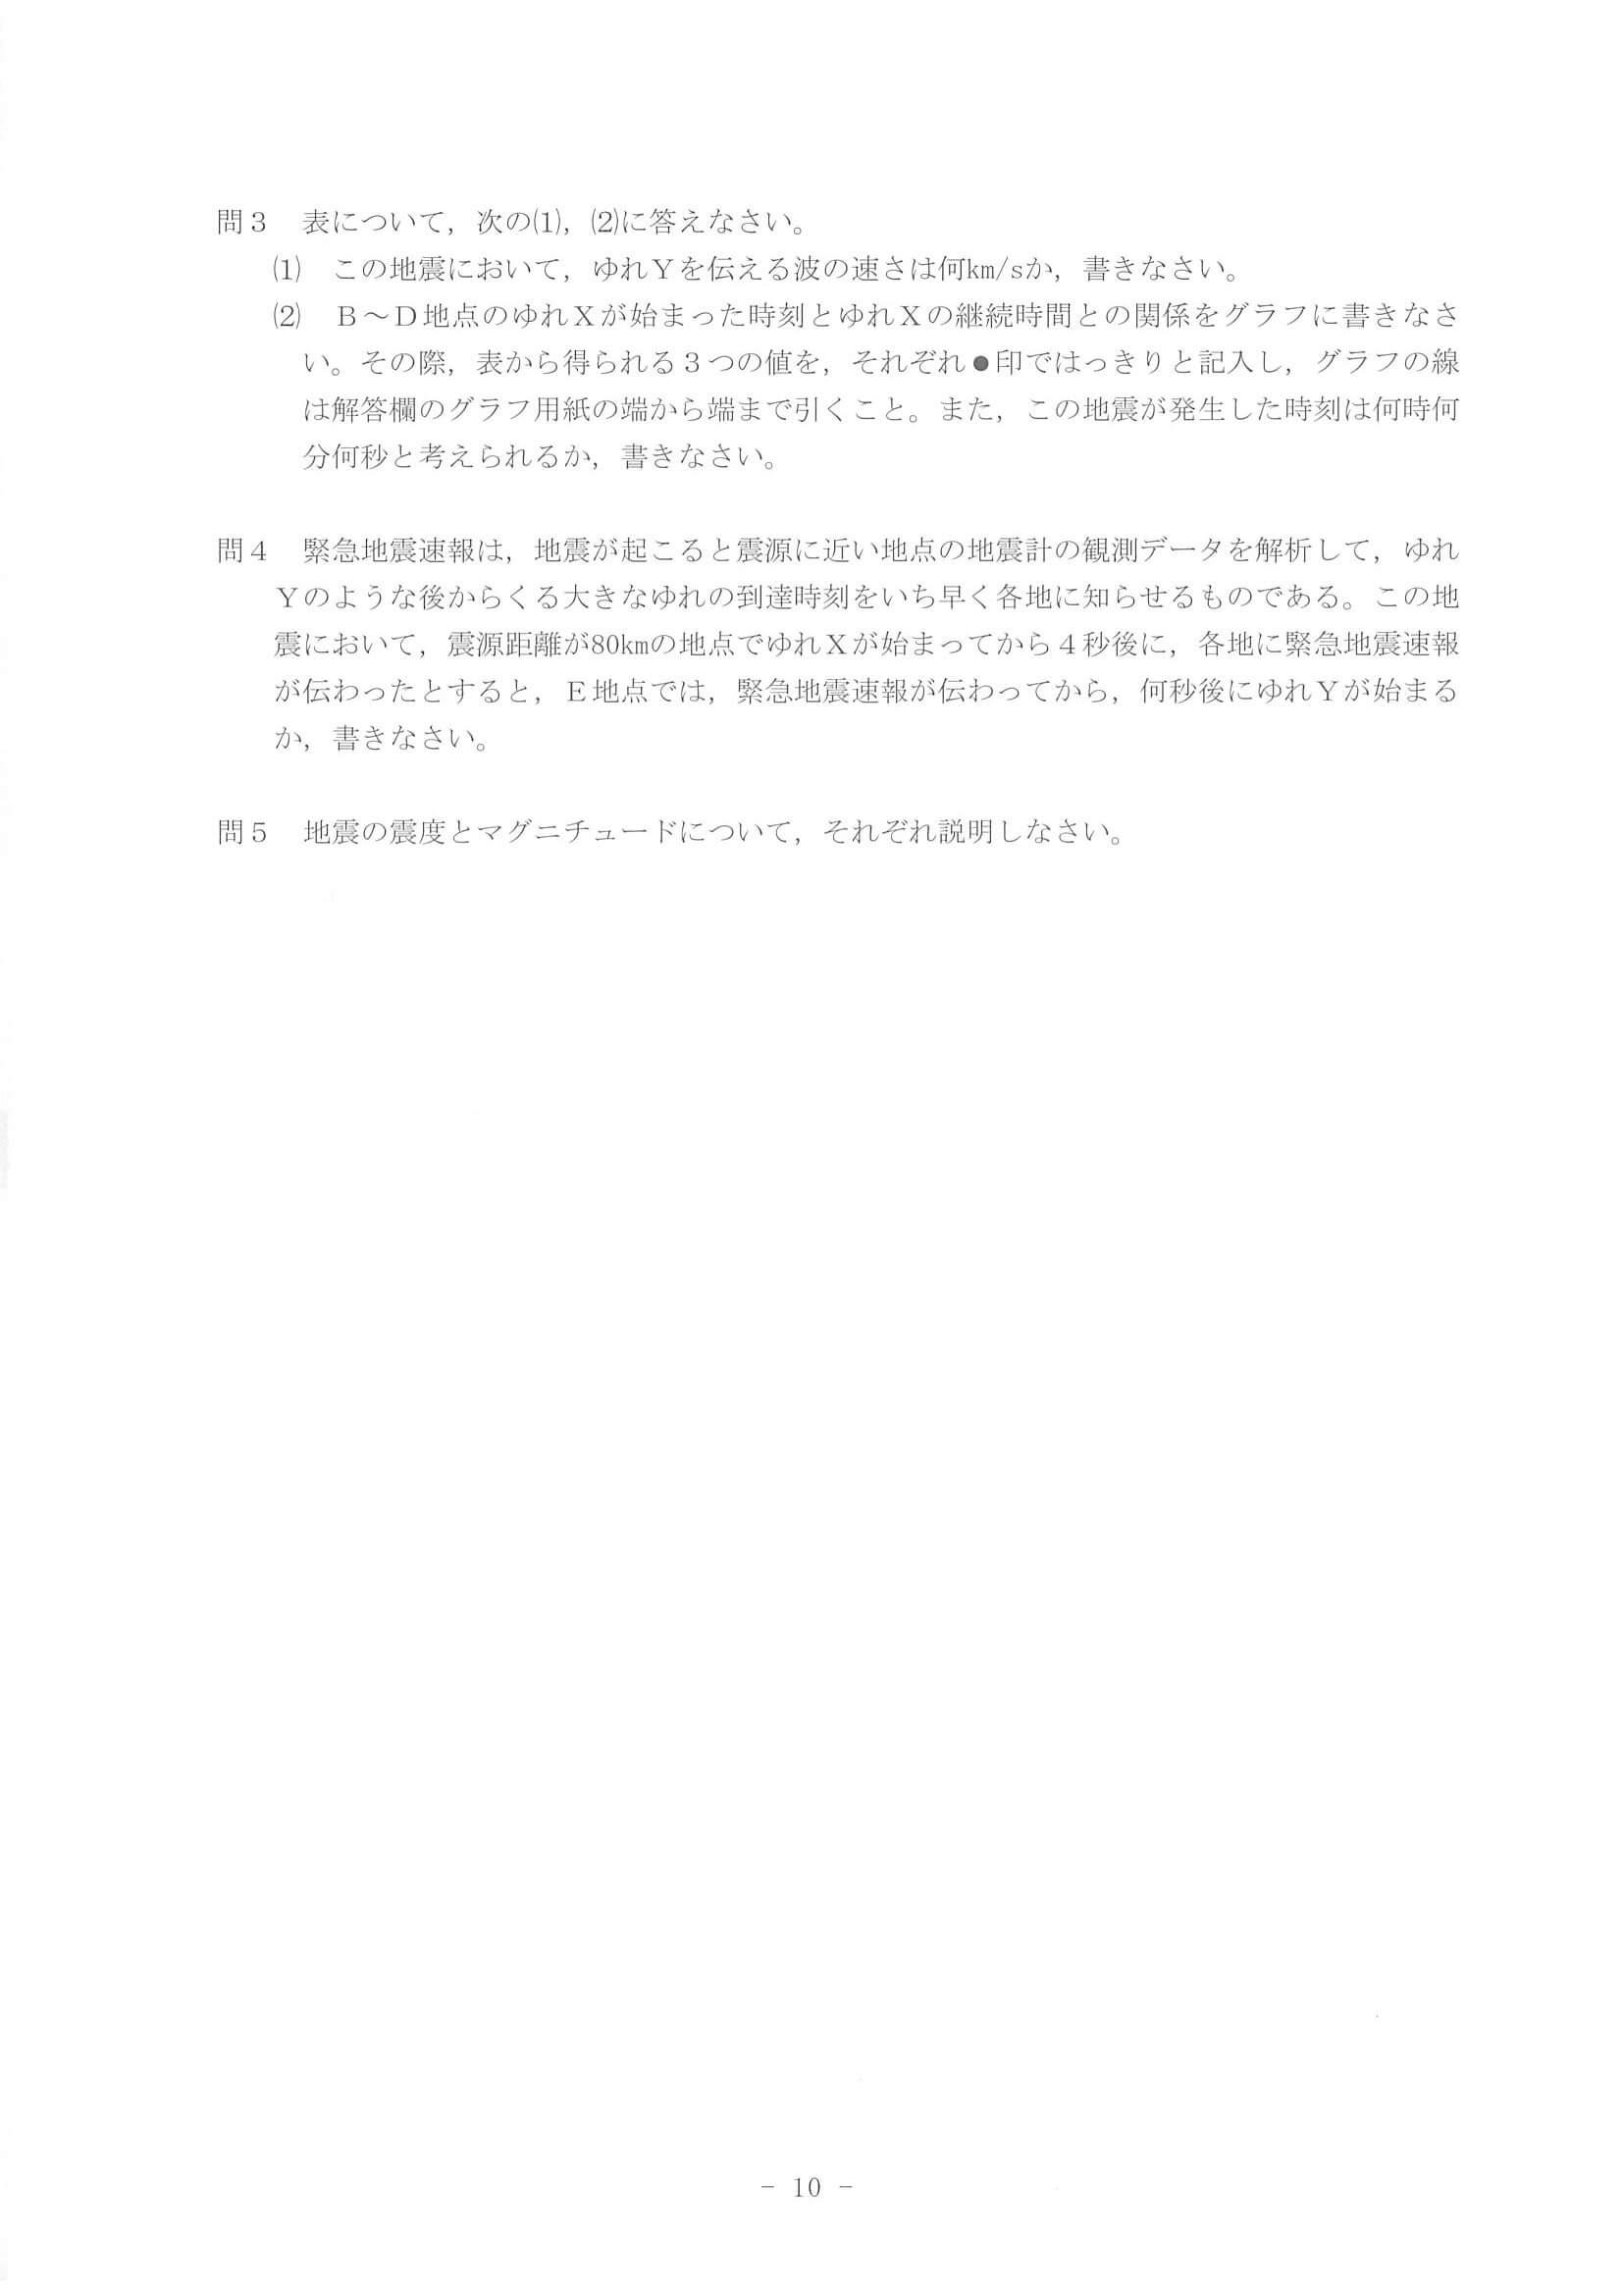 問３　表について，次の⑴，⑵に答えなさい。
⑴　この地震において，ゆれＹを伝える波の速さは何km/sか，書きなさい。
⑵　Ｂ～Ｄ地点のゆれＸが始まった時刻とゆれＸの継続時間との関係をグラフに書きなさ
い。その際，表から得られる３つの値を，それぞれ●印ではっきりと記入し，グラフの線
は解答欄のグラフ用紙の端から端まで引くこと。また，この地震が発生した時刻は何時何
分何秒と考えられるか，書きなさい。
問４　緊急地震速報は，地震が起こると震源に近い地点の地震計の観測データを解析して，ゆれ
Ｙのような後からくる大きなゆれの到達時刻をいち早く各地に知らせるものである。この地
震において，震源距離が80kmの地点でゆれＸが始まってから４秒後に，各地に緊急地震速報
が伝わったとすると，Ｅ地点では，緊急地震速報が伝わってから，何秒後にゆれＹが始まる
か，書きなさい。
問５　地震の震度とマグニチュードについて，それぞれ説明しなさい。
－ 10 －